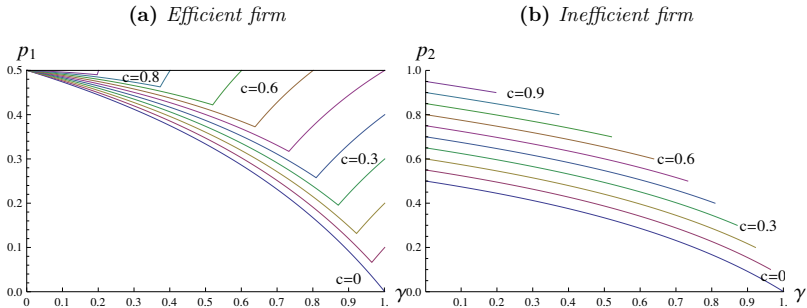 (a) Efficient firm
(b) Inefficient firm
p1
0.5
0.4
0.3
0.2
0.1
0.0
c=0.8
c=0.6
c=0.3
c=0
0 0.1 0.2 0.3 0.4 0.5 0.6 0.7 0.8 0.9 1.
γ
p2
1.0
0.8
0.6
0.4
0.2
0.0
c=0.9
c=0.6
c=0.3
c=0
0.1 0.2 0.3 0.4 0.5 0.6 0.7 0.8 0.9 1.
γ